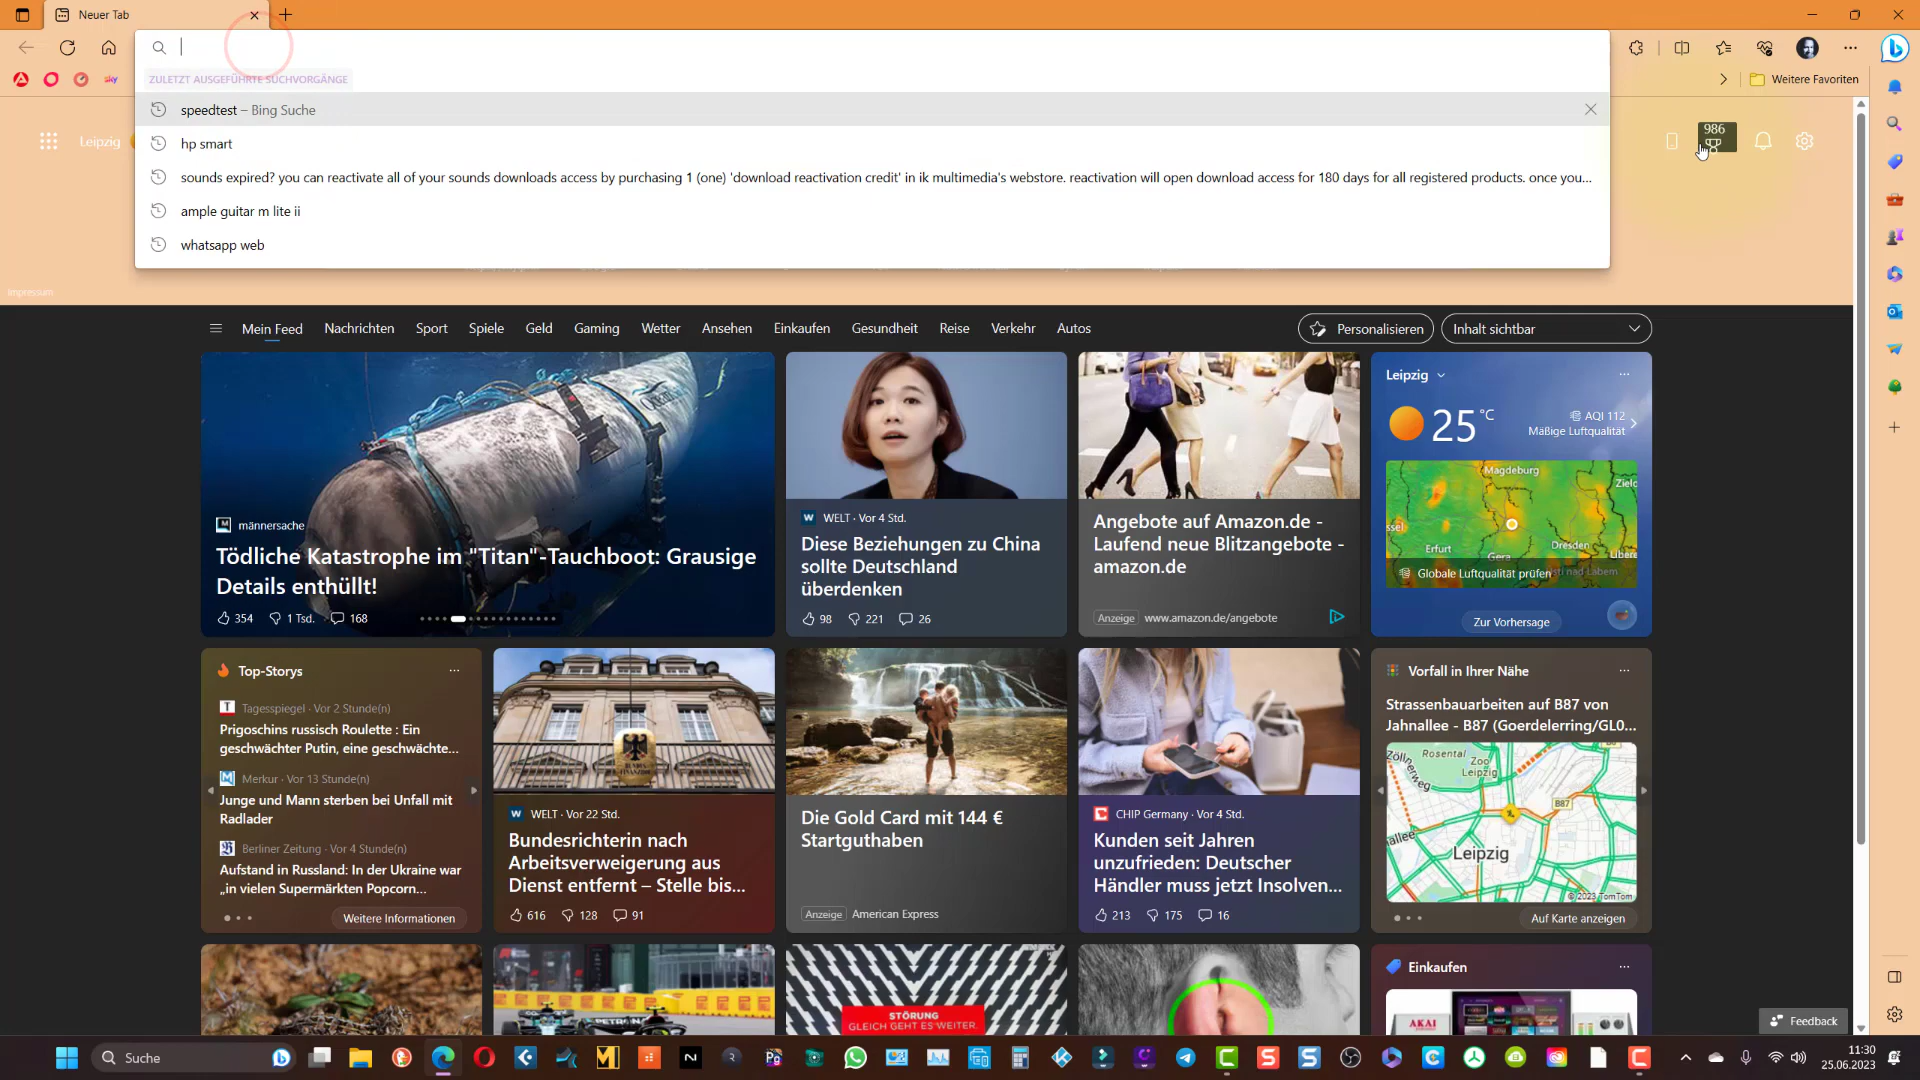 Neuer Tab
ZULETZT AUSGEFÜHRTE SUCHVORGÄNGE
speedtest – Bing Suche
hp smart
sounds expired? you can reactivate all of your sounds downloads access by purchasing 1 (one) 'download reactivation credit' in ik multimedia's webstore. reactivation will open download access for 180 days for all registered products. once you...
ample guitar m lite ii
whatsapp web
sky
Weitere Favoriten
Leipzig
986
Impressum
Mein Feed
Nachrichten
Sport
Spiele
Geld
Gaming
Wetter
Ansehen
Einkaufen
Gesundheit
Reise
Verkehr
Autos
Personalisieren
Inhalt sichtbar
männersache
Tödliche Katastrophe im "Titan"-Tauchboot: Grausige
Details enthüllt!
354
1 Tsd.
168
WELT · Vor 4 Std.
Diese Beziehungen zu China
sollte Deutschland
überdenken
98
221
26
Angebote auf Amazon.de -
Laufend neue Blitzangebote -
amazon.de
Anzeige www.amazon.de/angebote
Leipzig
25 °C
AQI 112
Mäßige Luftqualität
Magdeburg
Erfurt
Gera
Dresden
Globale Luftqualität prüfen
Zur Vorhersage
Top-Storys
Tagesspiegel · Vor 2 Stunde(n)
Prigoschins russisch Roulette : Ein
geschwächter Putin, eine geschwächte...
Merkur · Vor 13 Stunde(n)
Junge und Mann sterben bei Unfall mit
Radlader
Berliner Zeitung · Vor 4 Stunde(n)
Aufstand in Russland: In der Ukraine war
„in vielen Supermärkten Popcorn...
Weitere Informationen
WELT · Vor 22 Std.
Bundesrichterin nach
Arbeitsverweigerung aus
Dienst entfernt – Stelle bis...
616
128
91
Die Gold Card mit 144 €
Startguthaben
Anzeige American Express
CHIP Germany · Vor 4 Std.
Kunden seit Jahren
unzufrieden: Deutscher
Händler muss jetzt Insolven...
213
175
16
Vorfall in Ihrer Nähe
Strassenbauarbeiten auf B87 von
Jahnallee - B87 (Goerdelerring/GL0...
Rosental
Zoo
Leipzig
B87
Leipzig
© 2023 TomTom
Auf Karte anzeigen
STÖRUNG
GLEICH GEHT ES WEITER.
Einkaufen
AKAI
Feedback
Suche
11:30
25.06.2023